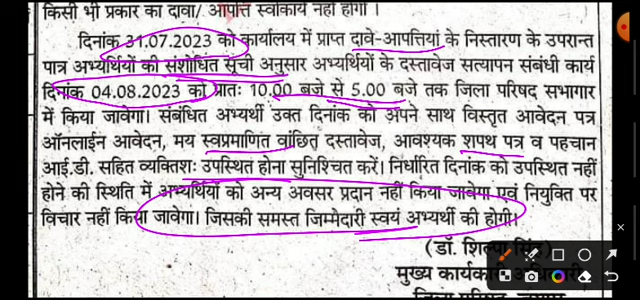 किसी भी प्रकार का दावा/ आपत्ति स्वीकार्य नहीं होगी ।
दिनांक 31.07.2023 को कार्यालय में प्राप्त दावे-आपत्तियां के निस्तारण के उपरान्त
पात्र अभ्यर्थियों की संशोधित सूची अनुसार अभ्यर्थियों के दस्तावेज सत्यापन संबंधी कार्य
दिनांक 04.08.2023 को प्रातः 10.00 बजे से 5.00 बजे तक जिला परिषद सभागार
में किया जावेगा। संबंधित अभ्यर्थी उक्त दिनांक को अपने साथ विस्तृत आवेदन पत्र
ऑनलाईन आवेदन, मय स्वप्रमाणित वांछित दस्तावेज, आवश्यक शपथ पत्र व पहचान
आई.डी. सहित व्यक्तिशः उपस्थित होना सुनिश्चित करें। निर्धारित दिनांक को उपस्थित नहीं
होने की स्थिति में अभ्यर्थियों को अन्य अवसर प्रदान नहीं किया जावेगा एवं नियुक्ति पर
विचार नहीं किया जावेगा। जिसकी समस्त जिम्मेदारी स्वयं अभ्यर्थी की होगी।
(डॉ. शिल्पा सिंह)
मुख्य कार्यकारी
जिला परिषद